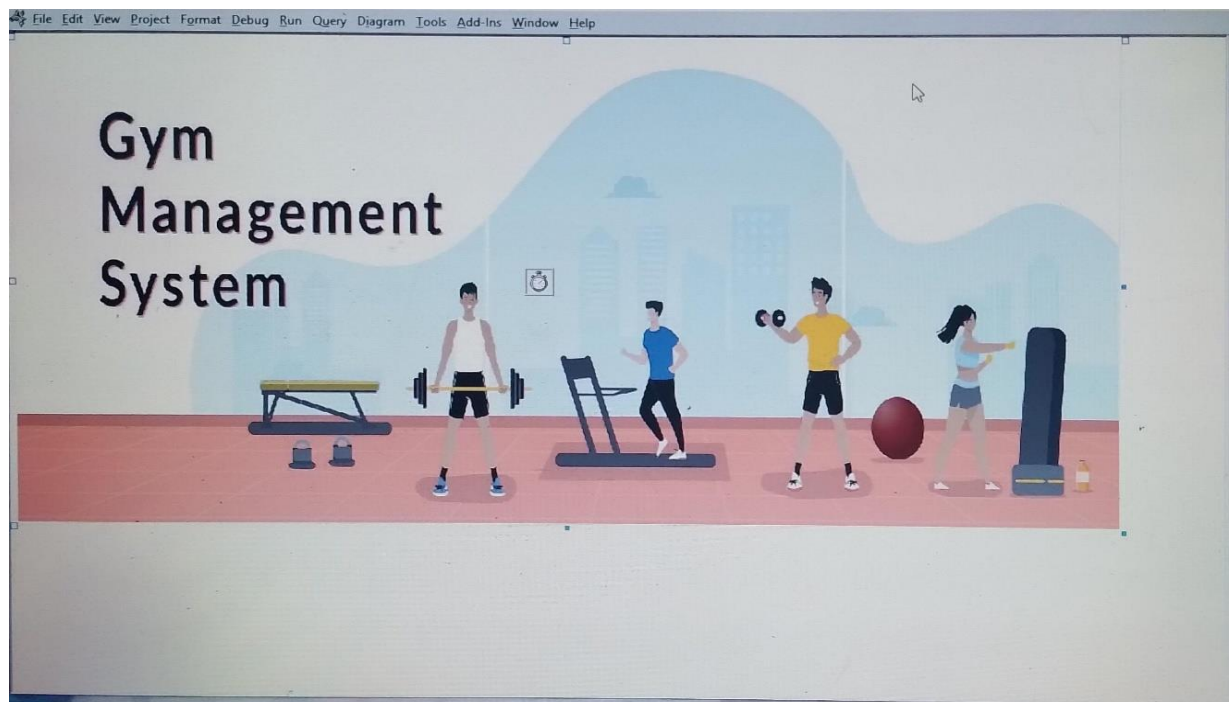 File Edit View Project Format Debug Run Query Diagram Tools Add-Ins Window Help
Gym
Management
System